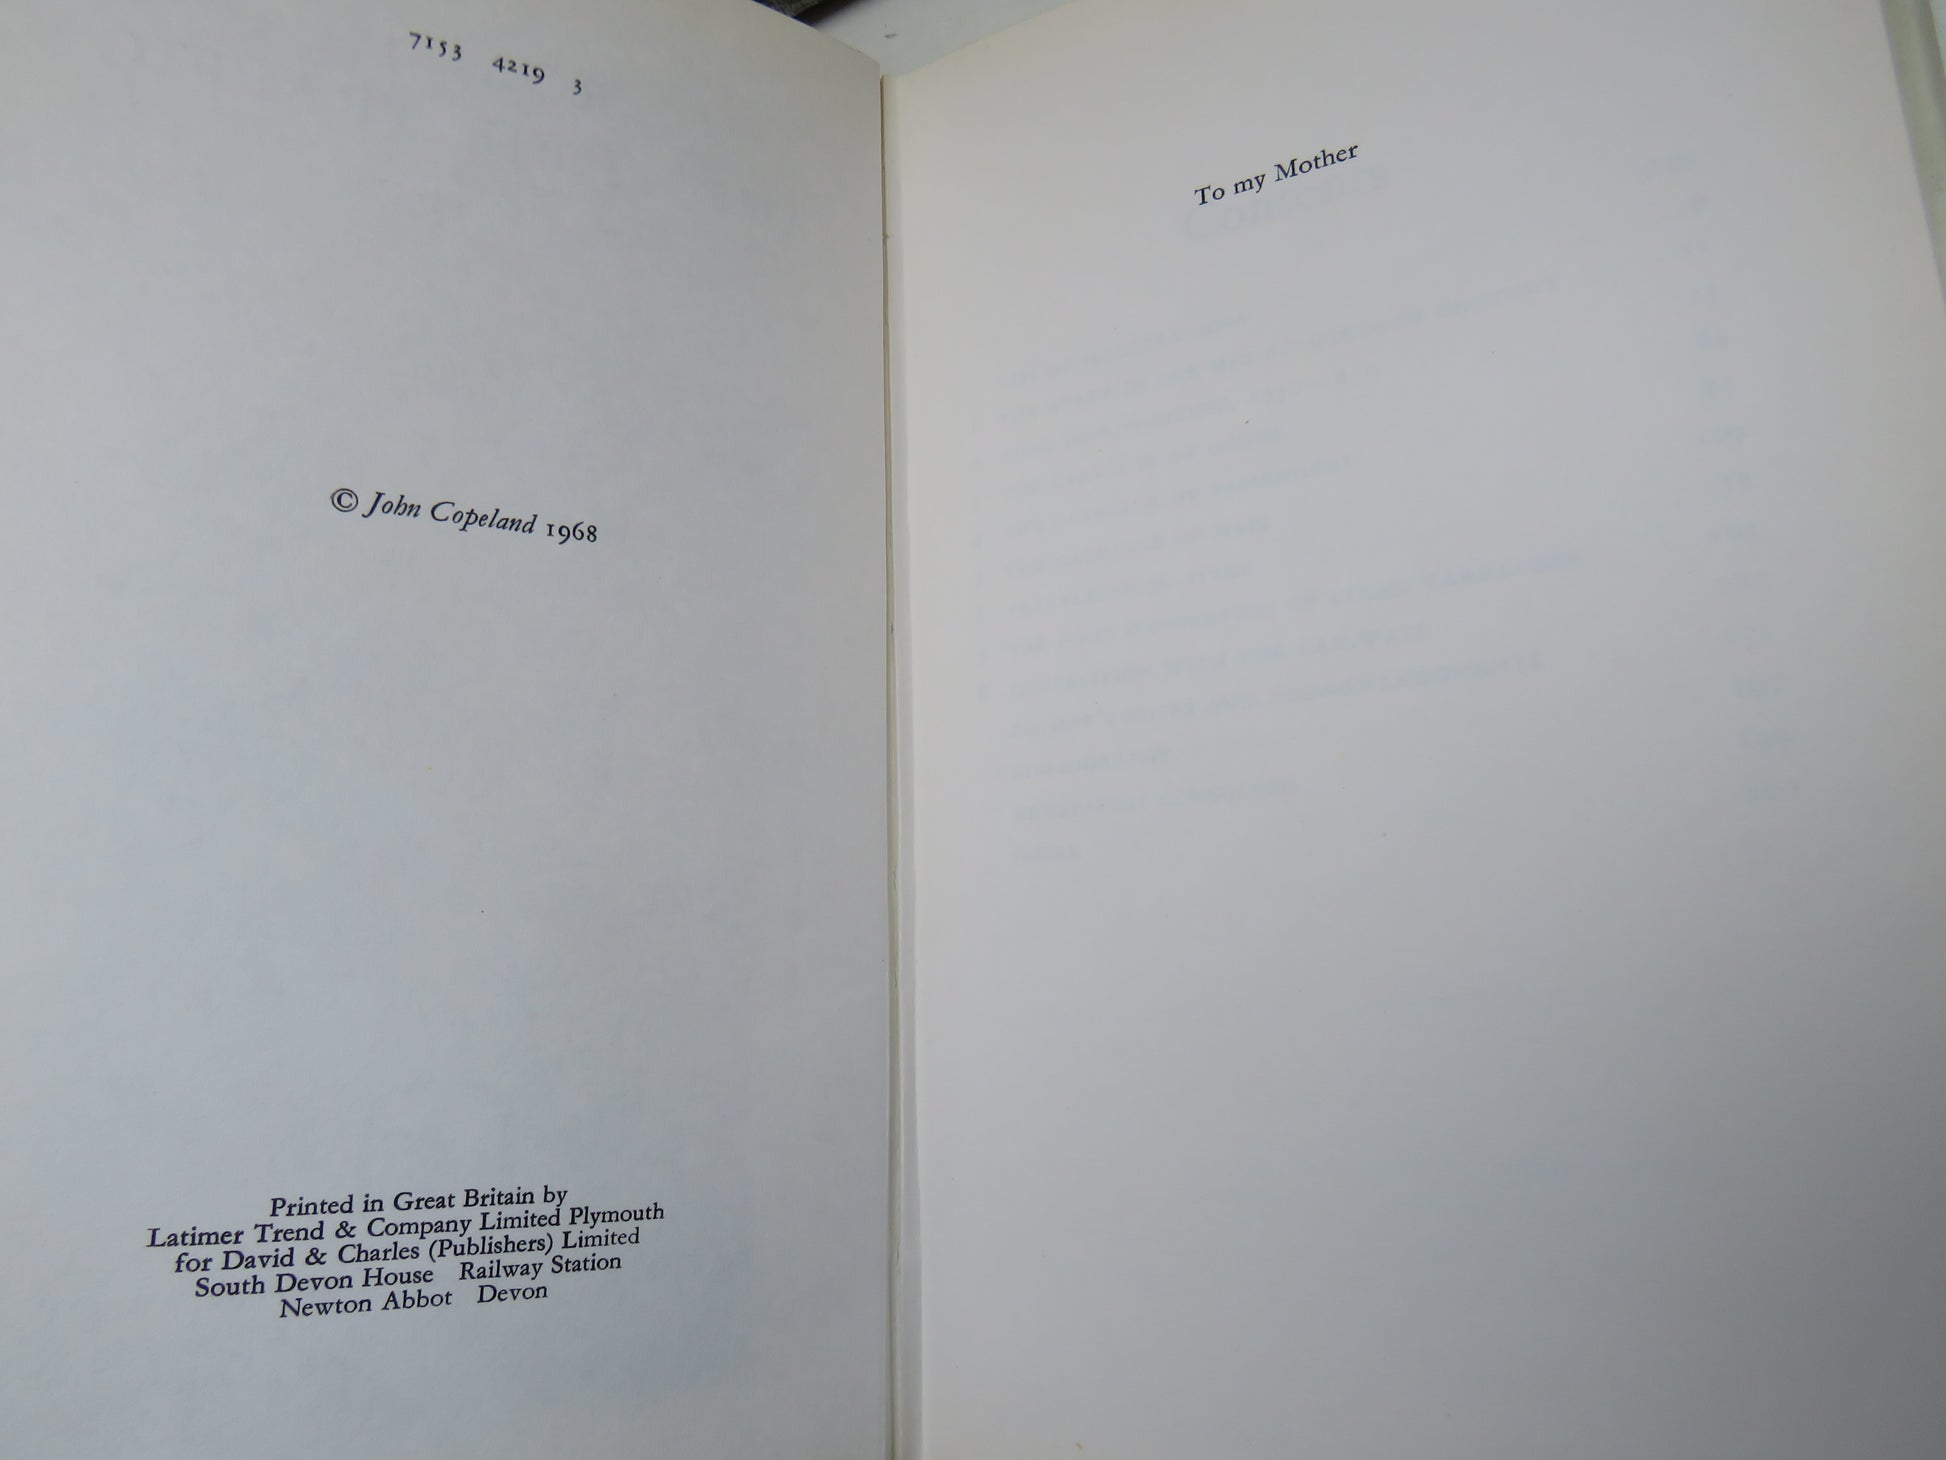 7153 4219 3
© John Copeland 1968
Printed in Great Britain by
Latimer Trend & Company Limited Plymouth
for David & Charles (Publishers) Limited
South Devon House Railway Station
Newton Abbot Devon
To my Mother